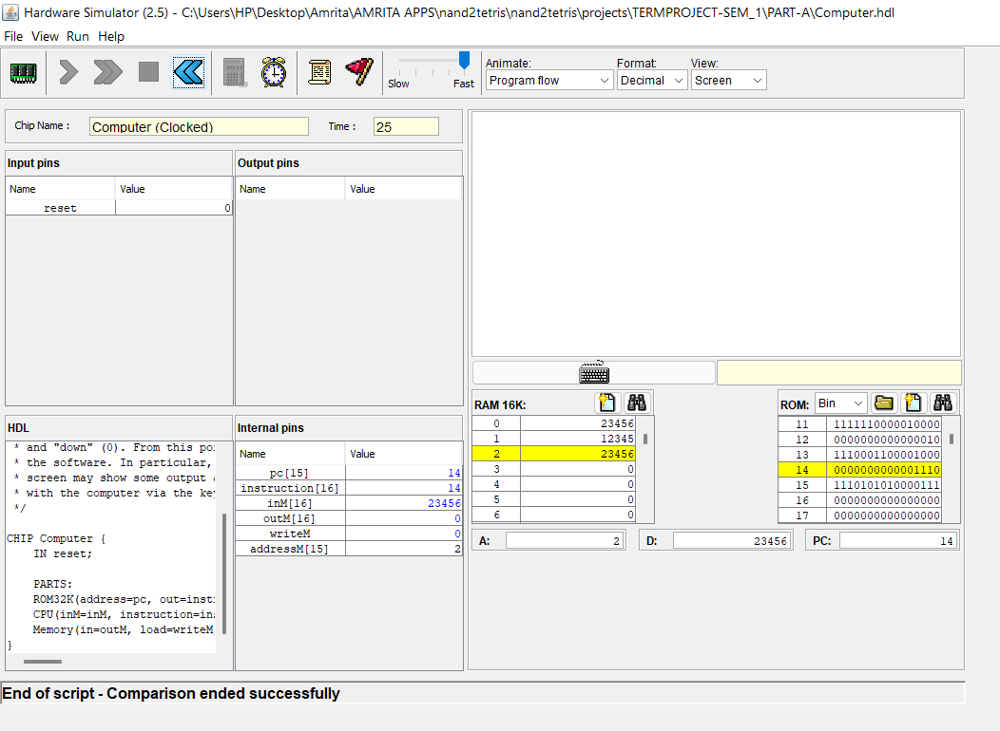 Hardware Simulator (2.5) - C:\Users\HP\Desktop\Amrita\AMRITA APPS\nand2tetris\nand2tetris\projects\TERMPROJECT-SEM_1\PART-A\Computer.hdl
File View Run Help
Slow Fast
Animate: Format: View:
Program flow Decimal Screen
Chip Name : Computer (Clocked) Time : 25
Input pins
Name Value
reset 0
Output pins
Name Value
HDL
* and "down" (0). From this poi
* the software. In particular,
* screen may show some output
* with the computer via the key
*/
CHIP Computer {
IN reset;
PARTS:
ROM32K(address=pc, out=insti
CPU(inM=inM, instruction=in
Memory(in=outM, load=writeM
}
Internal pins
Name Value
pc[15] 14
instruction[16] 14
inM[16] 23456
outM[16] 0
writeM 0
addressM[15] 2
RAM 16K:
0 23456
1 12345
2 23456
3 0
4 0
5 0
6 0
ROM: Bin
11 1111110000010000
12 0000000000000010
13 1110001100001000
14 0000000000001110
15 1110101010000111
16 0000000000000000
17 0000000000000000
A: 2 D: 23456 PC: 14
End of script - Comparison ended successfully